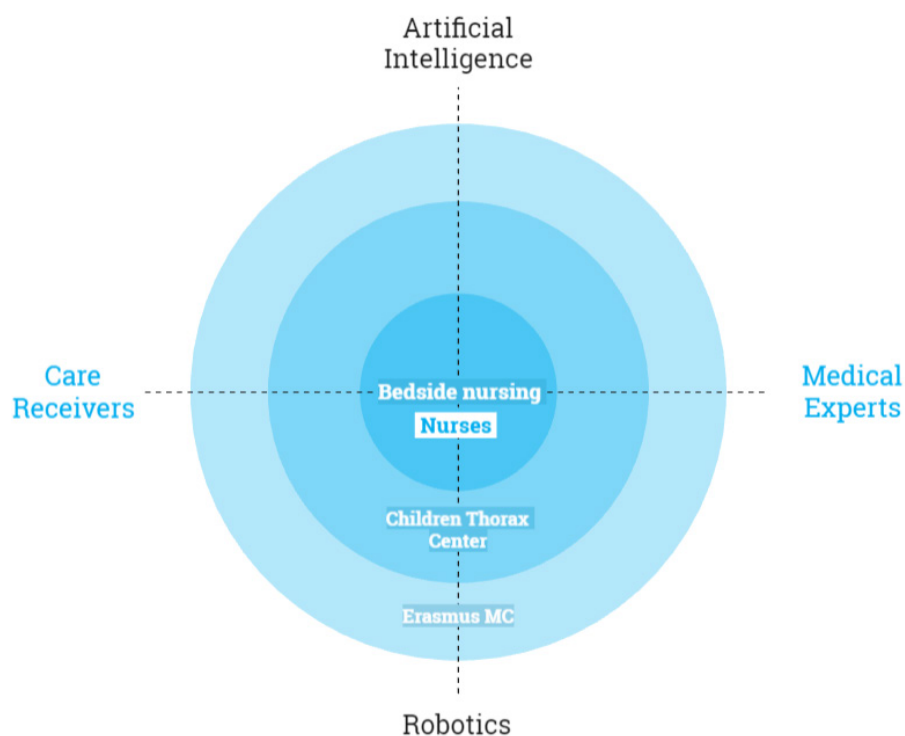 Artificial
Intelligence
Care
Receivers
Medical
Experts
Bedside nursing
Nurses
Children Thorax
Center
Erasmus MC
Robotics